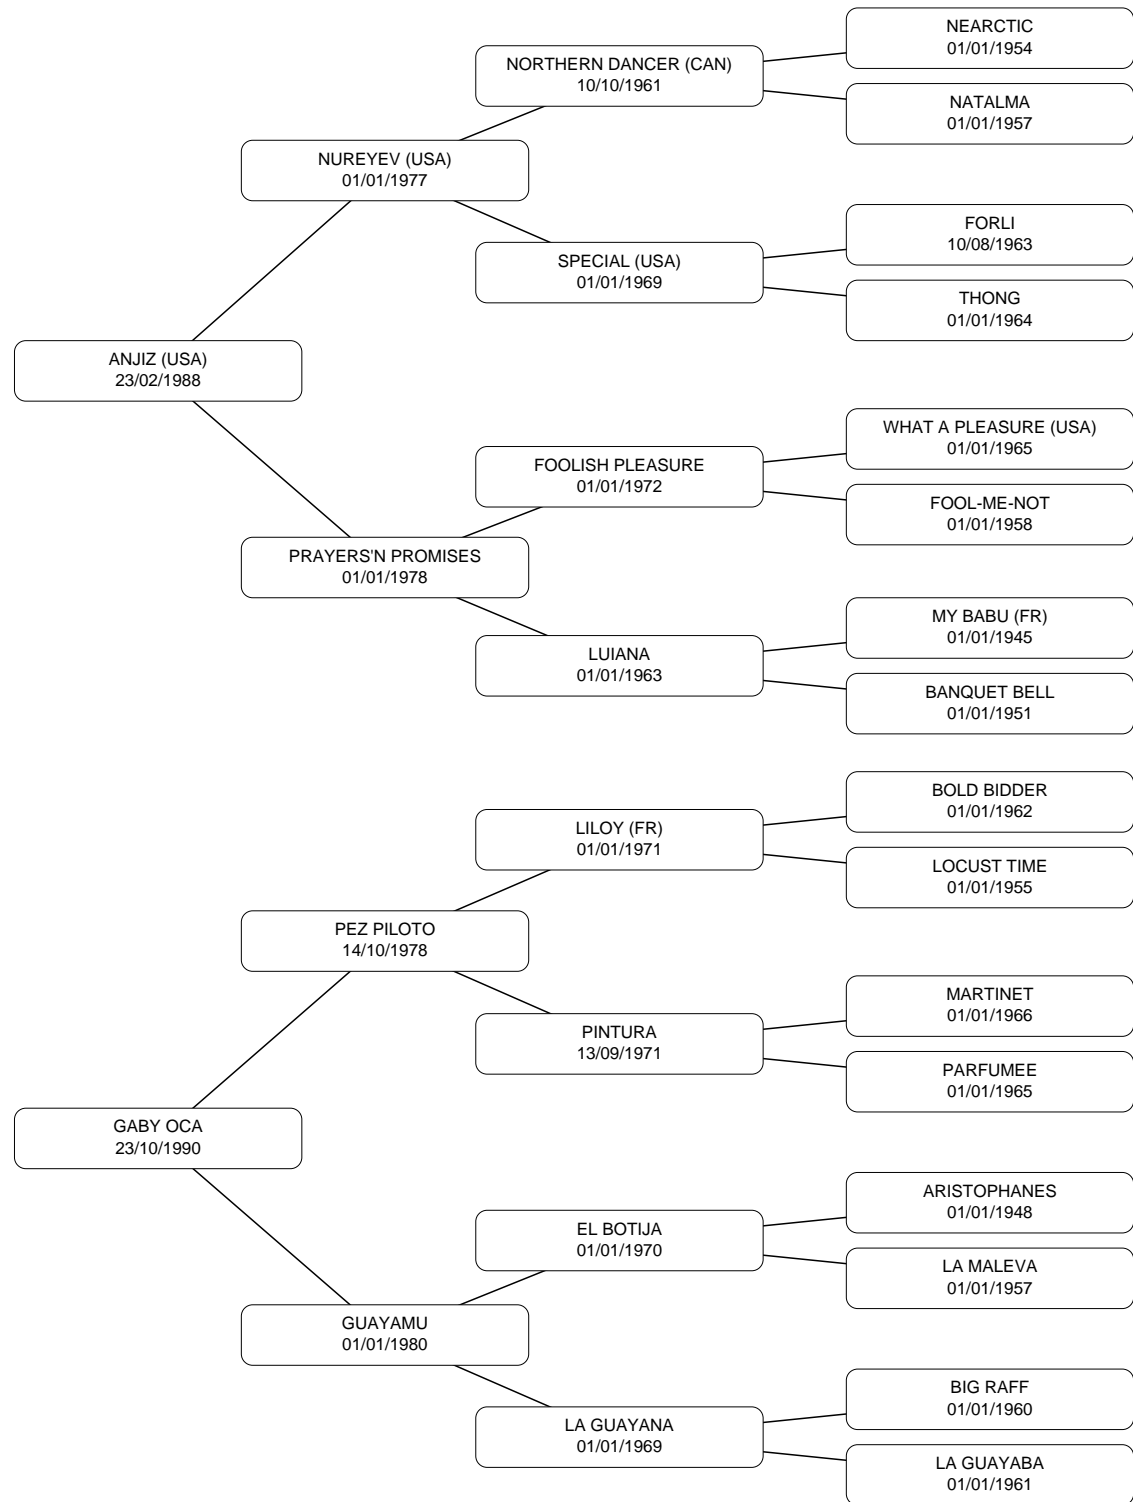 NEARCTIC
01/01/1954
NORTHERN DANCER (CAN)
10/10/1961
NATALMA
01/01/1957
NUREYEV (USA)
01/01/1977
FORLI
10/08/1963
SPECIAL (USA)
01/01/1969
THONG
01/01/1964
ANJIZ (USA)
23/02/1988
WHAT A PLEASURE (USA)
01/01/1965
FOOLISH PLEASURE
01/01/1972
FOOL-ME-NOT
01/01/1958
PRAYERS'N PROMISES
01/01/1978
MY BABU (FR)
01/01/1945
LUIANA
01/01/1963
BANQUET BELL
01/01/1951
BOLD BIDDER
01/01/1962
LILOY (FR)
01/01/1971
LOCUST TIME
01/01/1955
PEZ PILOTO
14/10/1978
MARTINET
01/01/1966
PINTURA
13/09/1971
PARFUMEE
01/01/1965
GABY OCA
23/10/1990
ARISTOPHANES
01/01/1948
EL BOTIJA
01/01/1970
LA MALEVA
01/01/1957
GUAYAMU
01/01/1980
BIG RAFF
01/01/1960
LA GUAYANA
01/01/1969
LA GUAYABA
01/01/1961